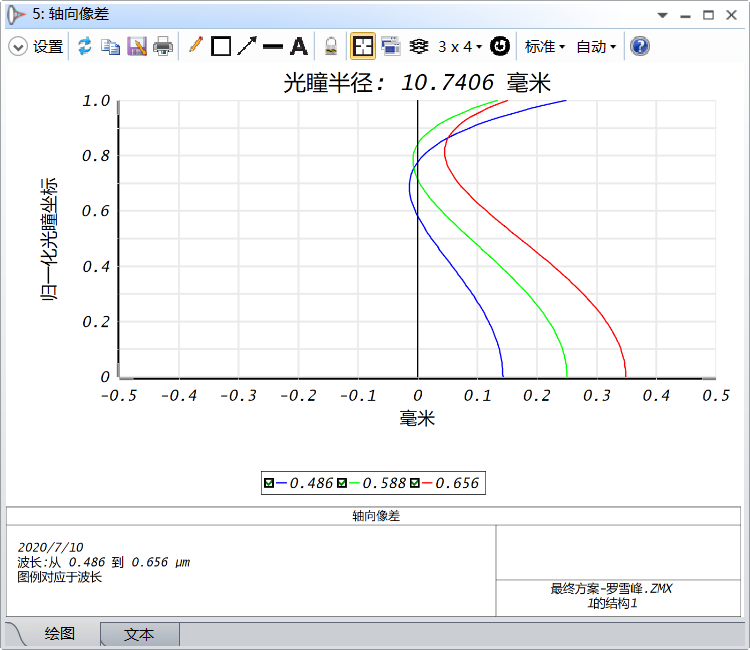 5: 轴向像差
设置 A 3 x 4 标准 自动
光瞳半径: 10.7406 毫米
归一化光瞳坐标
1.0
0.8
0.6
0.4
0.2
0
-0.5 -0.4 -0.3 -0.2 -0.1 0 0.1 0.2 0.3 0.4 0.5
毫米
0.486 0.588 0.656
轴向像差
2020/7/10
波长:从 0.486 到 0.656 µm
图例对应于波长
最终方案-罗雪峰.ZMX
1的结构1
绘图 文本